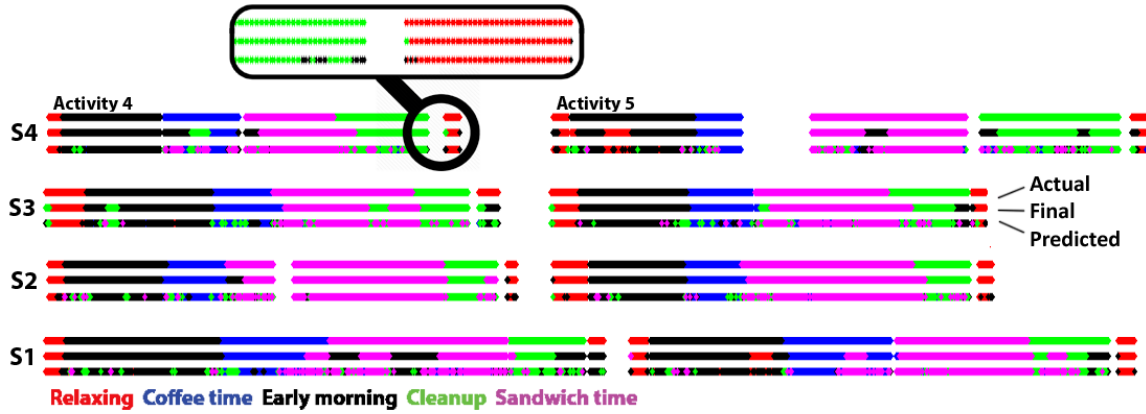 Activity 4
Activity 5
S4
S3
Actual
Final
Predicted
S2
S1
Relaxing Coffee time Early morning Cleanup Sandwich time